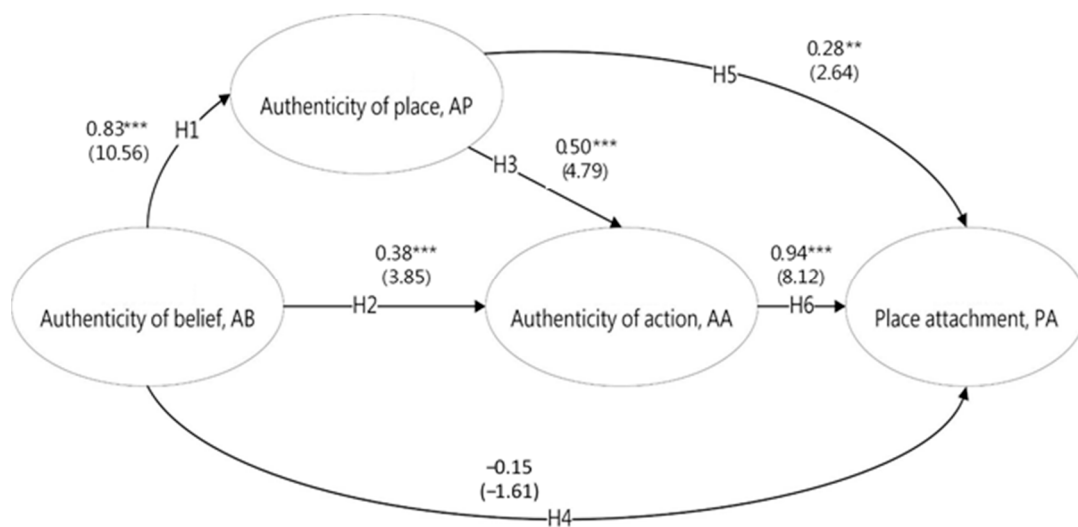 0.28**
(2.64)
H5
Authenticity of place, AP
0.83***
(10.56)
H1
0.50***
(4.79)
H3
0.38***
(3.85)
H2
0.94***
(8.12)
H6
Authenticity of belief, AB
Authenticity of action, AA
Place attachment, PA
−0.15
(−1.61)
H4